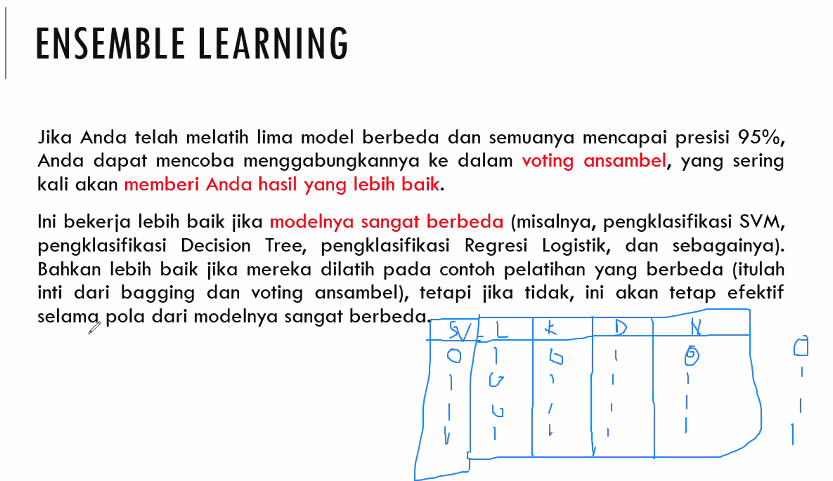 ENSEMBLE LEARNING
Jika Anda telah melatih lima model berbeda dan semuanya mencapai presisi 95%,
Anda dapat mencoba menggabungkannya ke dalam voting ansambel, yang sering
kali akan memberi Anda hasil yang lebih baik.
Ini bekerja lebih baik jika modelnya sangat berbeda (misalnya, pengklasifikasi SVM,
pengklasifikasi Decision Tree, pengklasifikasi Regresi Logistik, dan sebagainya).
Bahkan lebih baik jika mereka dilatih pada contoh pelatihan yang berbeda (itulah
inti dari bagging dan voting ansambel), tetapi jika tidak, ini akan tetap efektif
selama pola dari modelnya sangat berbeda.
SV L K D N
0 1 0 1 0 0
1 0 1 1 1 1
1 0 1 1 1 1
1 1 1 1 1